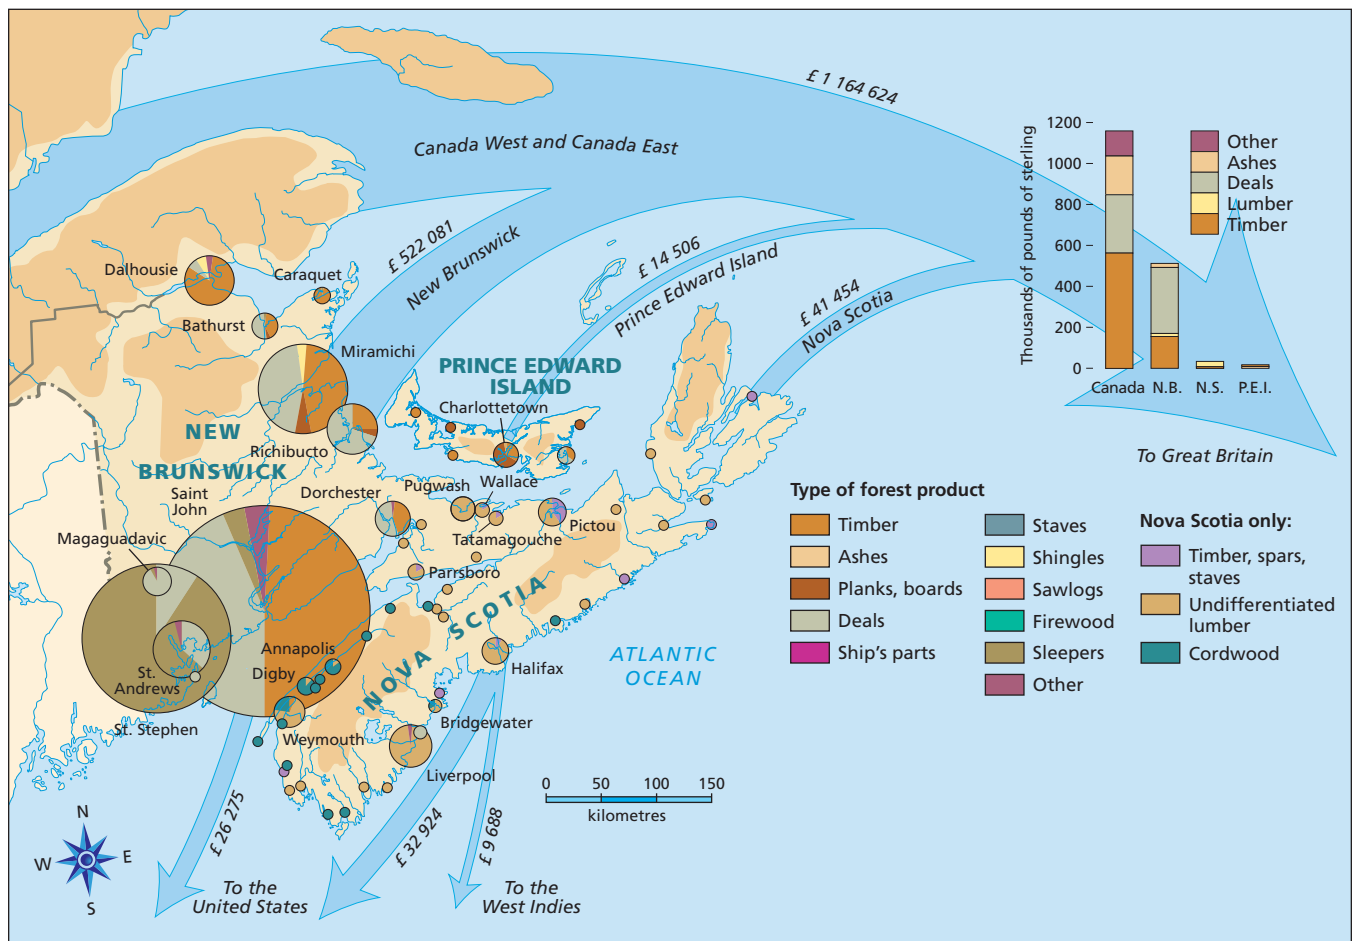 £ 1 164 624
Canada West and Canada East
£ 522 081
New Brunswick
£ 14 506
Prince Edward Island
£ 41 454
Nova Scotia
Thousands of pounds of sterling
1200
1000
800
600
400
200
0
Canada
N.B.
N.S.
P.E.I.
Other
Ashes
Deals
Lumber
Timber
To Great Britain
Dalhousie
Caraquet
Bathurst
Miramichi
PRINCE EDWARD
ISLAND
Charlottetown
NEW
BRUNSWICK
Richibucto
Saint
John
Dorchester
Pugwash
Wallace
Magaguadavic
Tatamagouche
Pictou
Parrsboro
NOVA SCOTIA
Annapolis
Digby
St.
Andrews
St. Stephen
Weymouth
Halifax
Bridgewater
Liverpool
ATLANTIC
OCEAN
Type of forest product
Timber
Ashes
Planks, boards
Deals
Ship's parts
Staves
Shingles
Sawlogs
Firewood
Sleepers
Other
Nova Scotia only:
Timber, spars,
staves
Undifferentiated
lumber
Cordwood
0 50 100 150
kilometres
£ 26 275
£ 32 924
£ 9 688
To the
United States
To the
West Indies
N
W
E
S